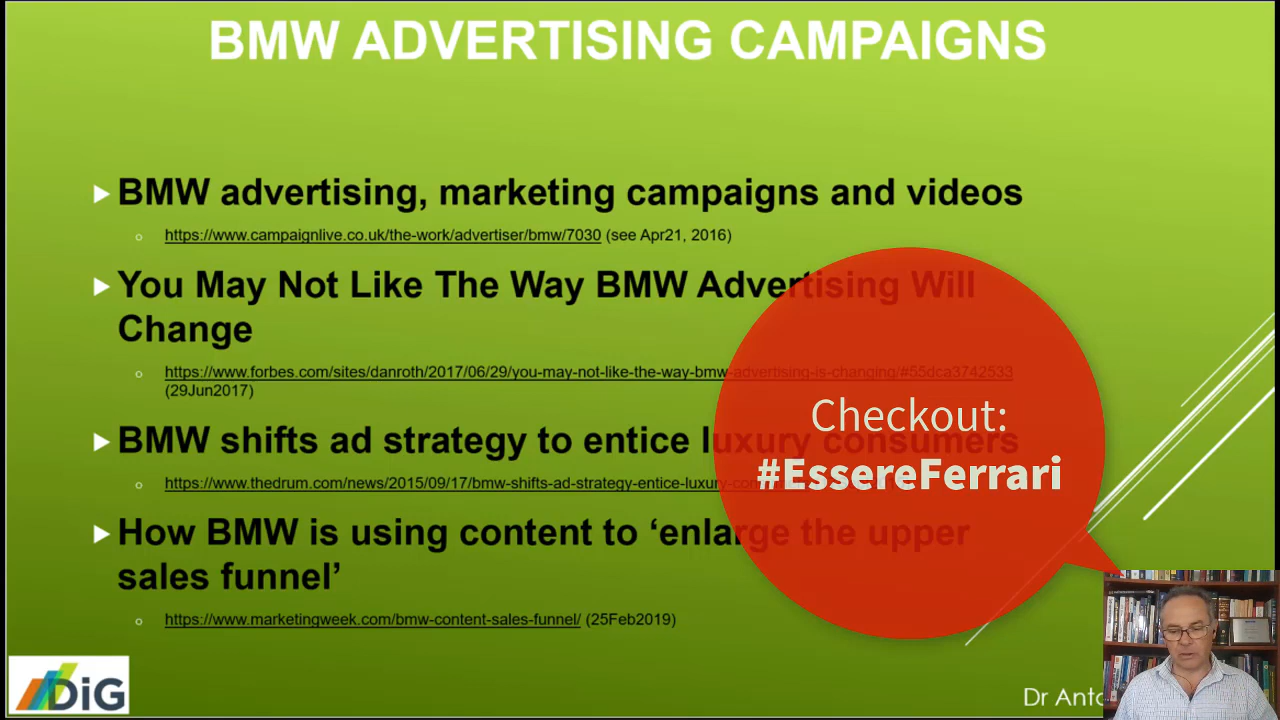 BMW ADVERTISING CAMPAIGNS
BMW advertising, marketing campaigns and videos
https://www.campaignlive.co.uk/the-work/advertiser/bmw/7030 (see Apr21, 2016)
You May Not Like The Way BMW Advertising Will
Change
https://www.forbes.com/sites/danroth/2017/06/29/you-may-not-like-the-way-bmw-advertising-is-changing/#55dca3742533
(29Jun2017)
BMW shifts ad strategy to entice luxury consumers
https://www.thedrum.com/news/2015/09/17/bmw-shifts-ad-strategy-entice-luxury-
How BMW is using content to ‘enlarge the upper
sales funnel’
https://www.marketingweek.com/bmw-content-sales-funnel/ (25Feb2019)
Checkout:
#EssereFerrari
DiG
Dr Anto